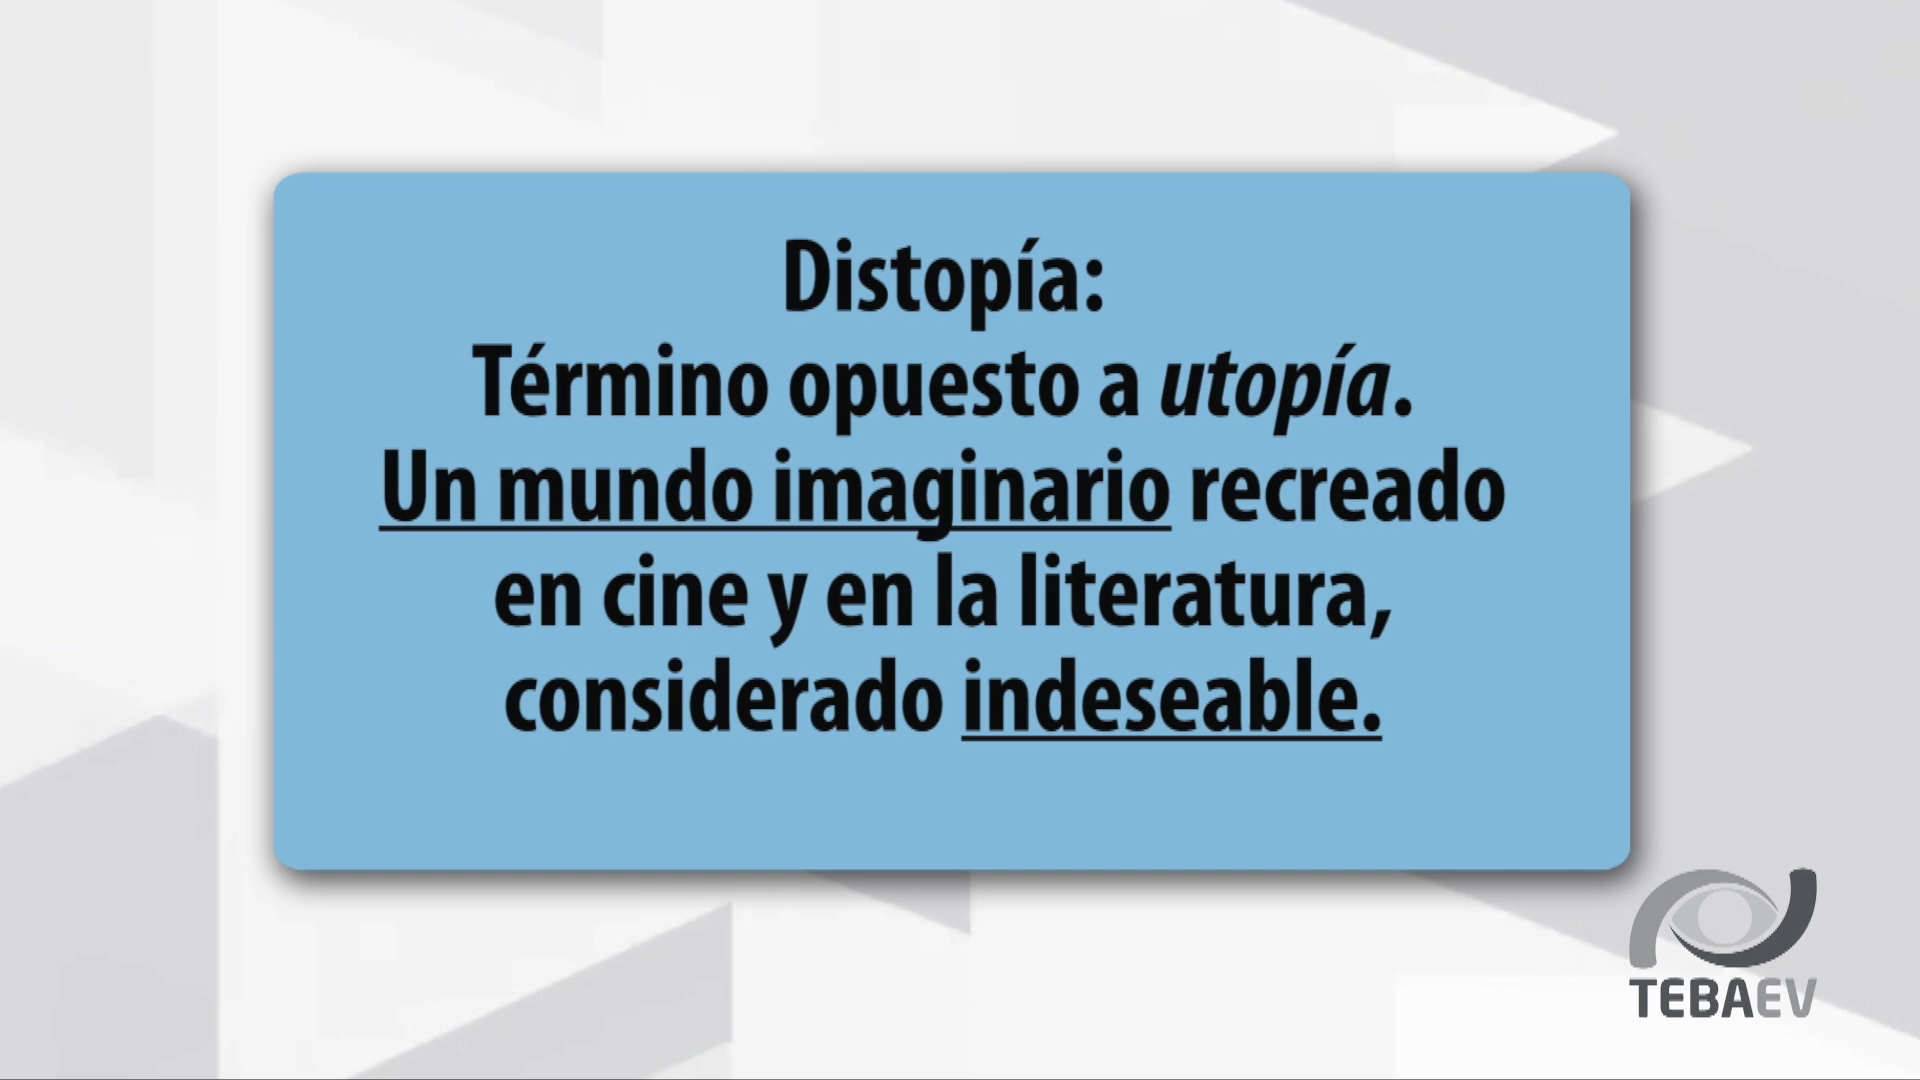 Distopía:
Término opuesto a utopía.
Un mundo imaginario recreado
en cine y en la literatura,
considerado indeseable.
TEBAEV